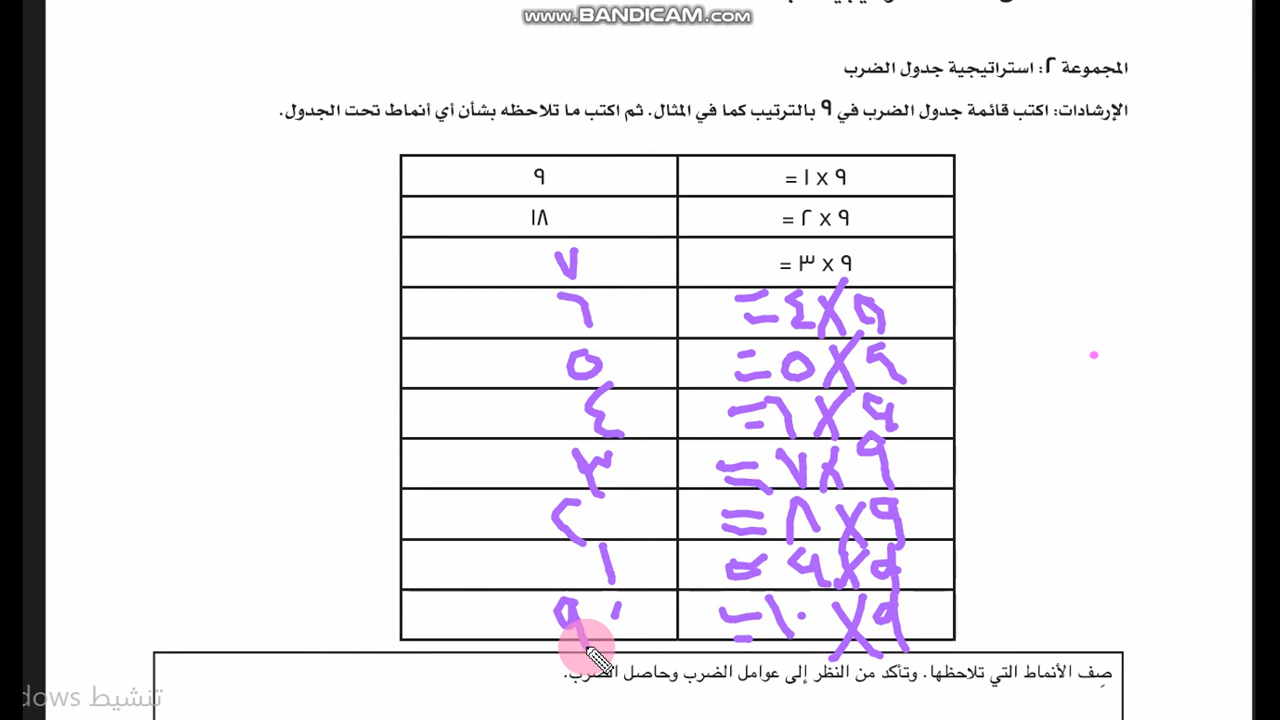 www.BANDICAM.com
المجموعة ٢: استراتيجية جدول الضرب
الإرشادات: اكتب قائمة جدول الضرب في ٩ بالترتيب كما في المثال. ثم اكتب ما تلاحظه بشأن أي أنماط تحت الجدول.
٩ x ١ = ٩
٩ x ٢ = ١٨
٩ x ٣ = ٧
٩ x ٤ = ٦
٩ x ٥ = ٥
٩ x ٦ = ٤
٩ x ٧ = ٣
٩ x ٨ = ٢
٩ x ٩ = ١
٩ x ١٠ = ٩٠
صِف الأنماط التي تلاحظها. وتأكد من النظر إلى عوامل الضرب وحاصل الضرب.
تنشيط dows